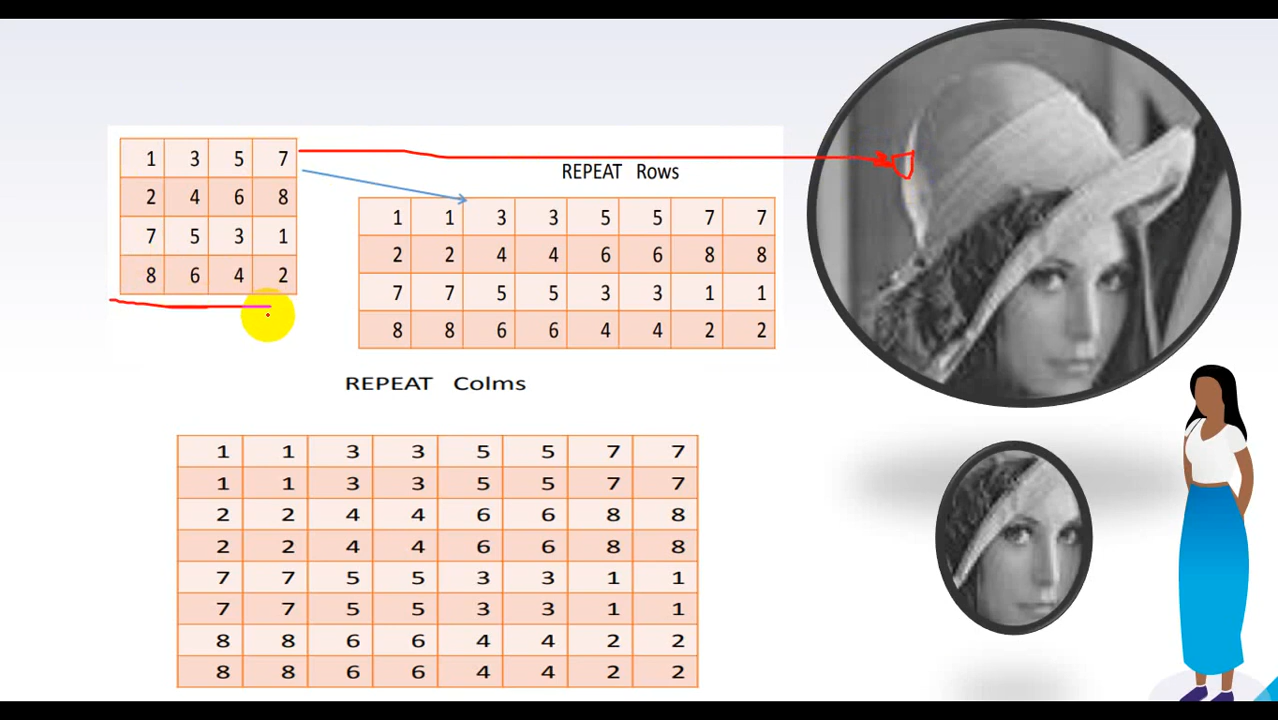 1 3 5 7
2 4 6 8
7 5 3 1
8 6 4 2
REPEAT Rows
1 1 3 3 5 5 7 7
2 2 4 4 6 6 8 8
7 7 5 5 3 3 1 1
8 8 6 6 4 4 2 2
REPEAT Colms
1 1 3 3 5 5 7 7
1 1 3 3 5 5 7 7
2 2 4 4 6 6 8 8
2 2 4 4 6 6 8 8
7 7 5 5 3 3 1 1
7 7 5 5 3 3 1 1
8 8 6 6 4 4 2 2
8 8 6 6 4 4 2 2